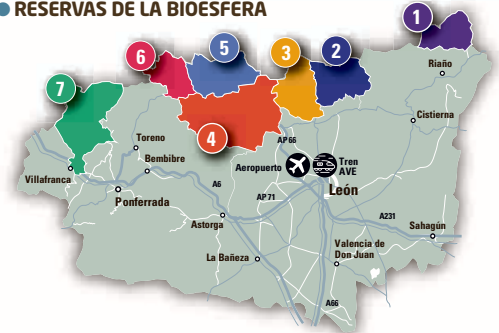 RESERVAS DE LA BIOESFERA
1
Riaño
6
5
3
2
7
Cistierna
4
Toreno
AP 66
Bembibre
Aeropuerto
Tren
AVE
Villafranca
A6
León
Ponferrada
AP 71
A231
Astorga
Sahagún
Valencia de
Don Juan
La Bañeza
A66